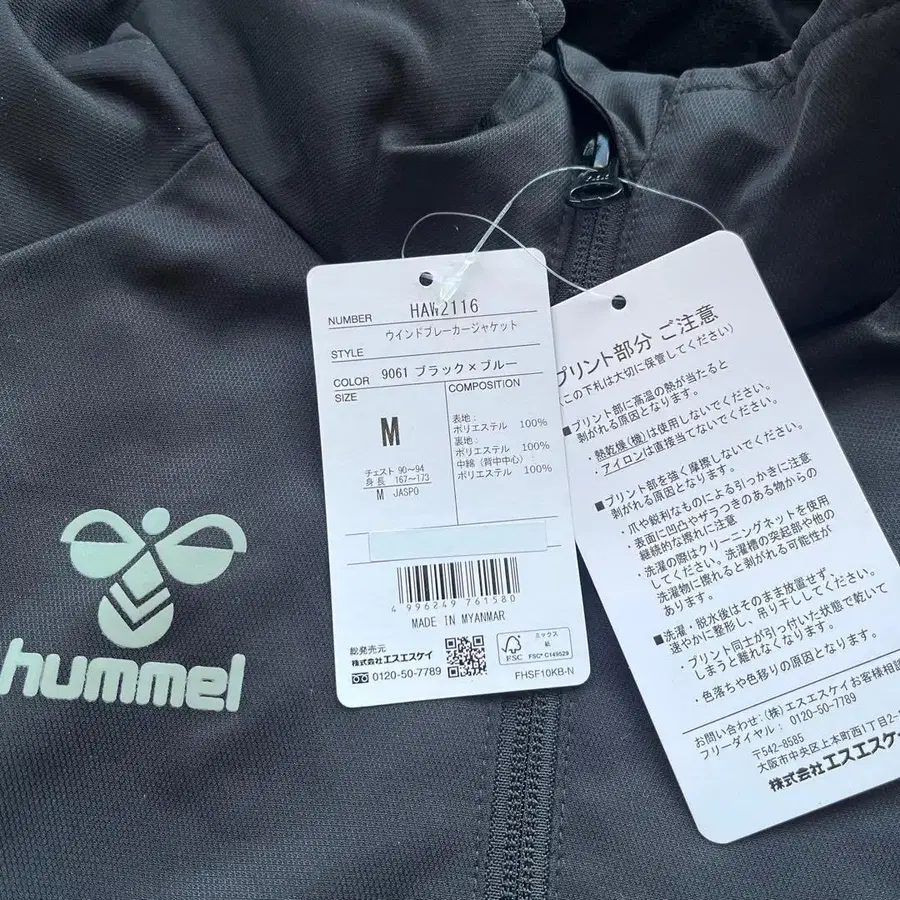 hummel
NUMBER HAW2116
ウインドブレーカージャケット
STYLE
COLOR 9061 ブラック×ブルー
SIZE
M
チェスト 90～94
身長 167～173
M JASPO
COMPOSITION
表地:
ポリエステル 100%
裏地:
ポリエステル 100%
中綿(背中中心):
ポリエステル 100%
4 996249 761580
MADE IN MYANMAR
総発売元
株式会社エスエスケイ
0120-50-7789
FSC
ミックス
紙
FSC® C149529
FHSF10KB-N
プリント部分 ご注意
(この下札は大切に保管してください)
■プリント部に高温の熱が当たると
剥がれる原因となります。
・熱乾燥(機)は使用しないでください。
・アイロンは直接当てないでください。
■プリント部を強く摩擦しないでください。
剥がれる原因となります。
・爪や鋭利なものによる引っかきに注意
・表面に凹凸やザラつきのある物からの
継続的な擦れに注意
・洗濯の際はクリーニングネットを使用
してください。洗濯槽の突起部や他の
洗濯物に擦れると剥がれる可能性が
あります。
■洗濯・脱水後はそのまま放置せず、
速やかに整形し、吊り干ししてください。
・プリント同士が引っ付いた状態で乾いて
しまうと離れなくなります。
・色落ちや色移りの原因となります。
お問い合わせ:(株)エスエスケイお客様相談
フリーダイヤル: 0120-50-7789
〒542-8585
大阪市中央区上本町西1丁目2-
株式会社エスエスケイ